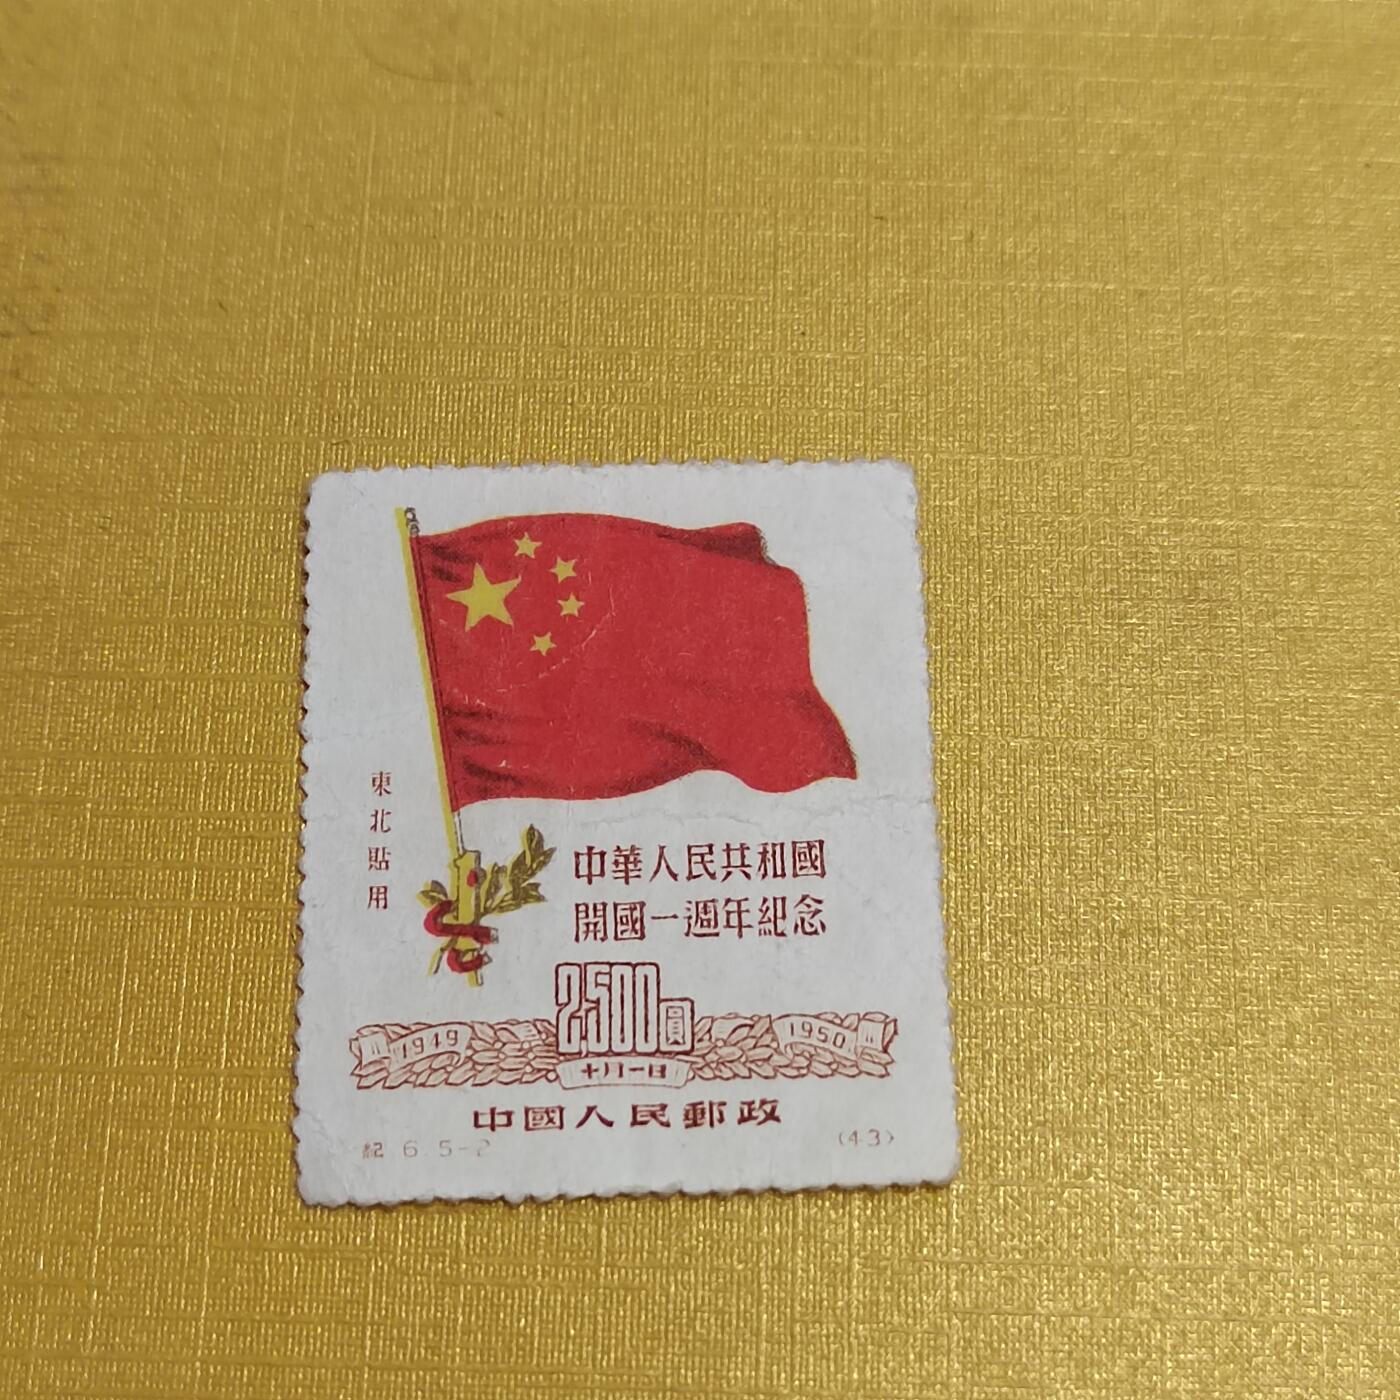 東北貼用
中華人民共和國
開國一週年紀念
2,500圓
1949
1950
十月一日
中國人民郵政
紀 6. 5-2
(43)